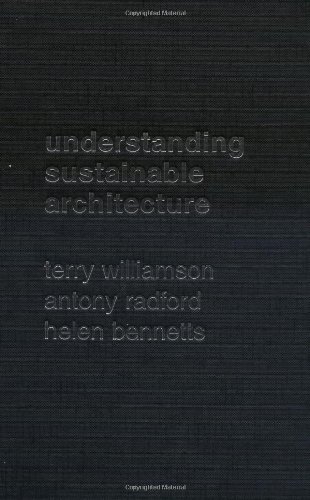 understanding
sustainable
architecture
terry williamson
antony radford
helen bennetts